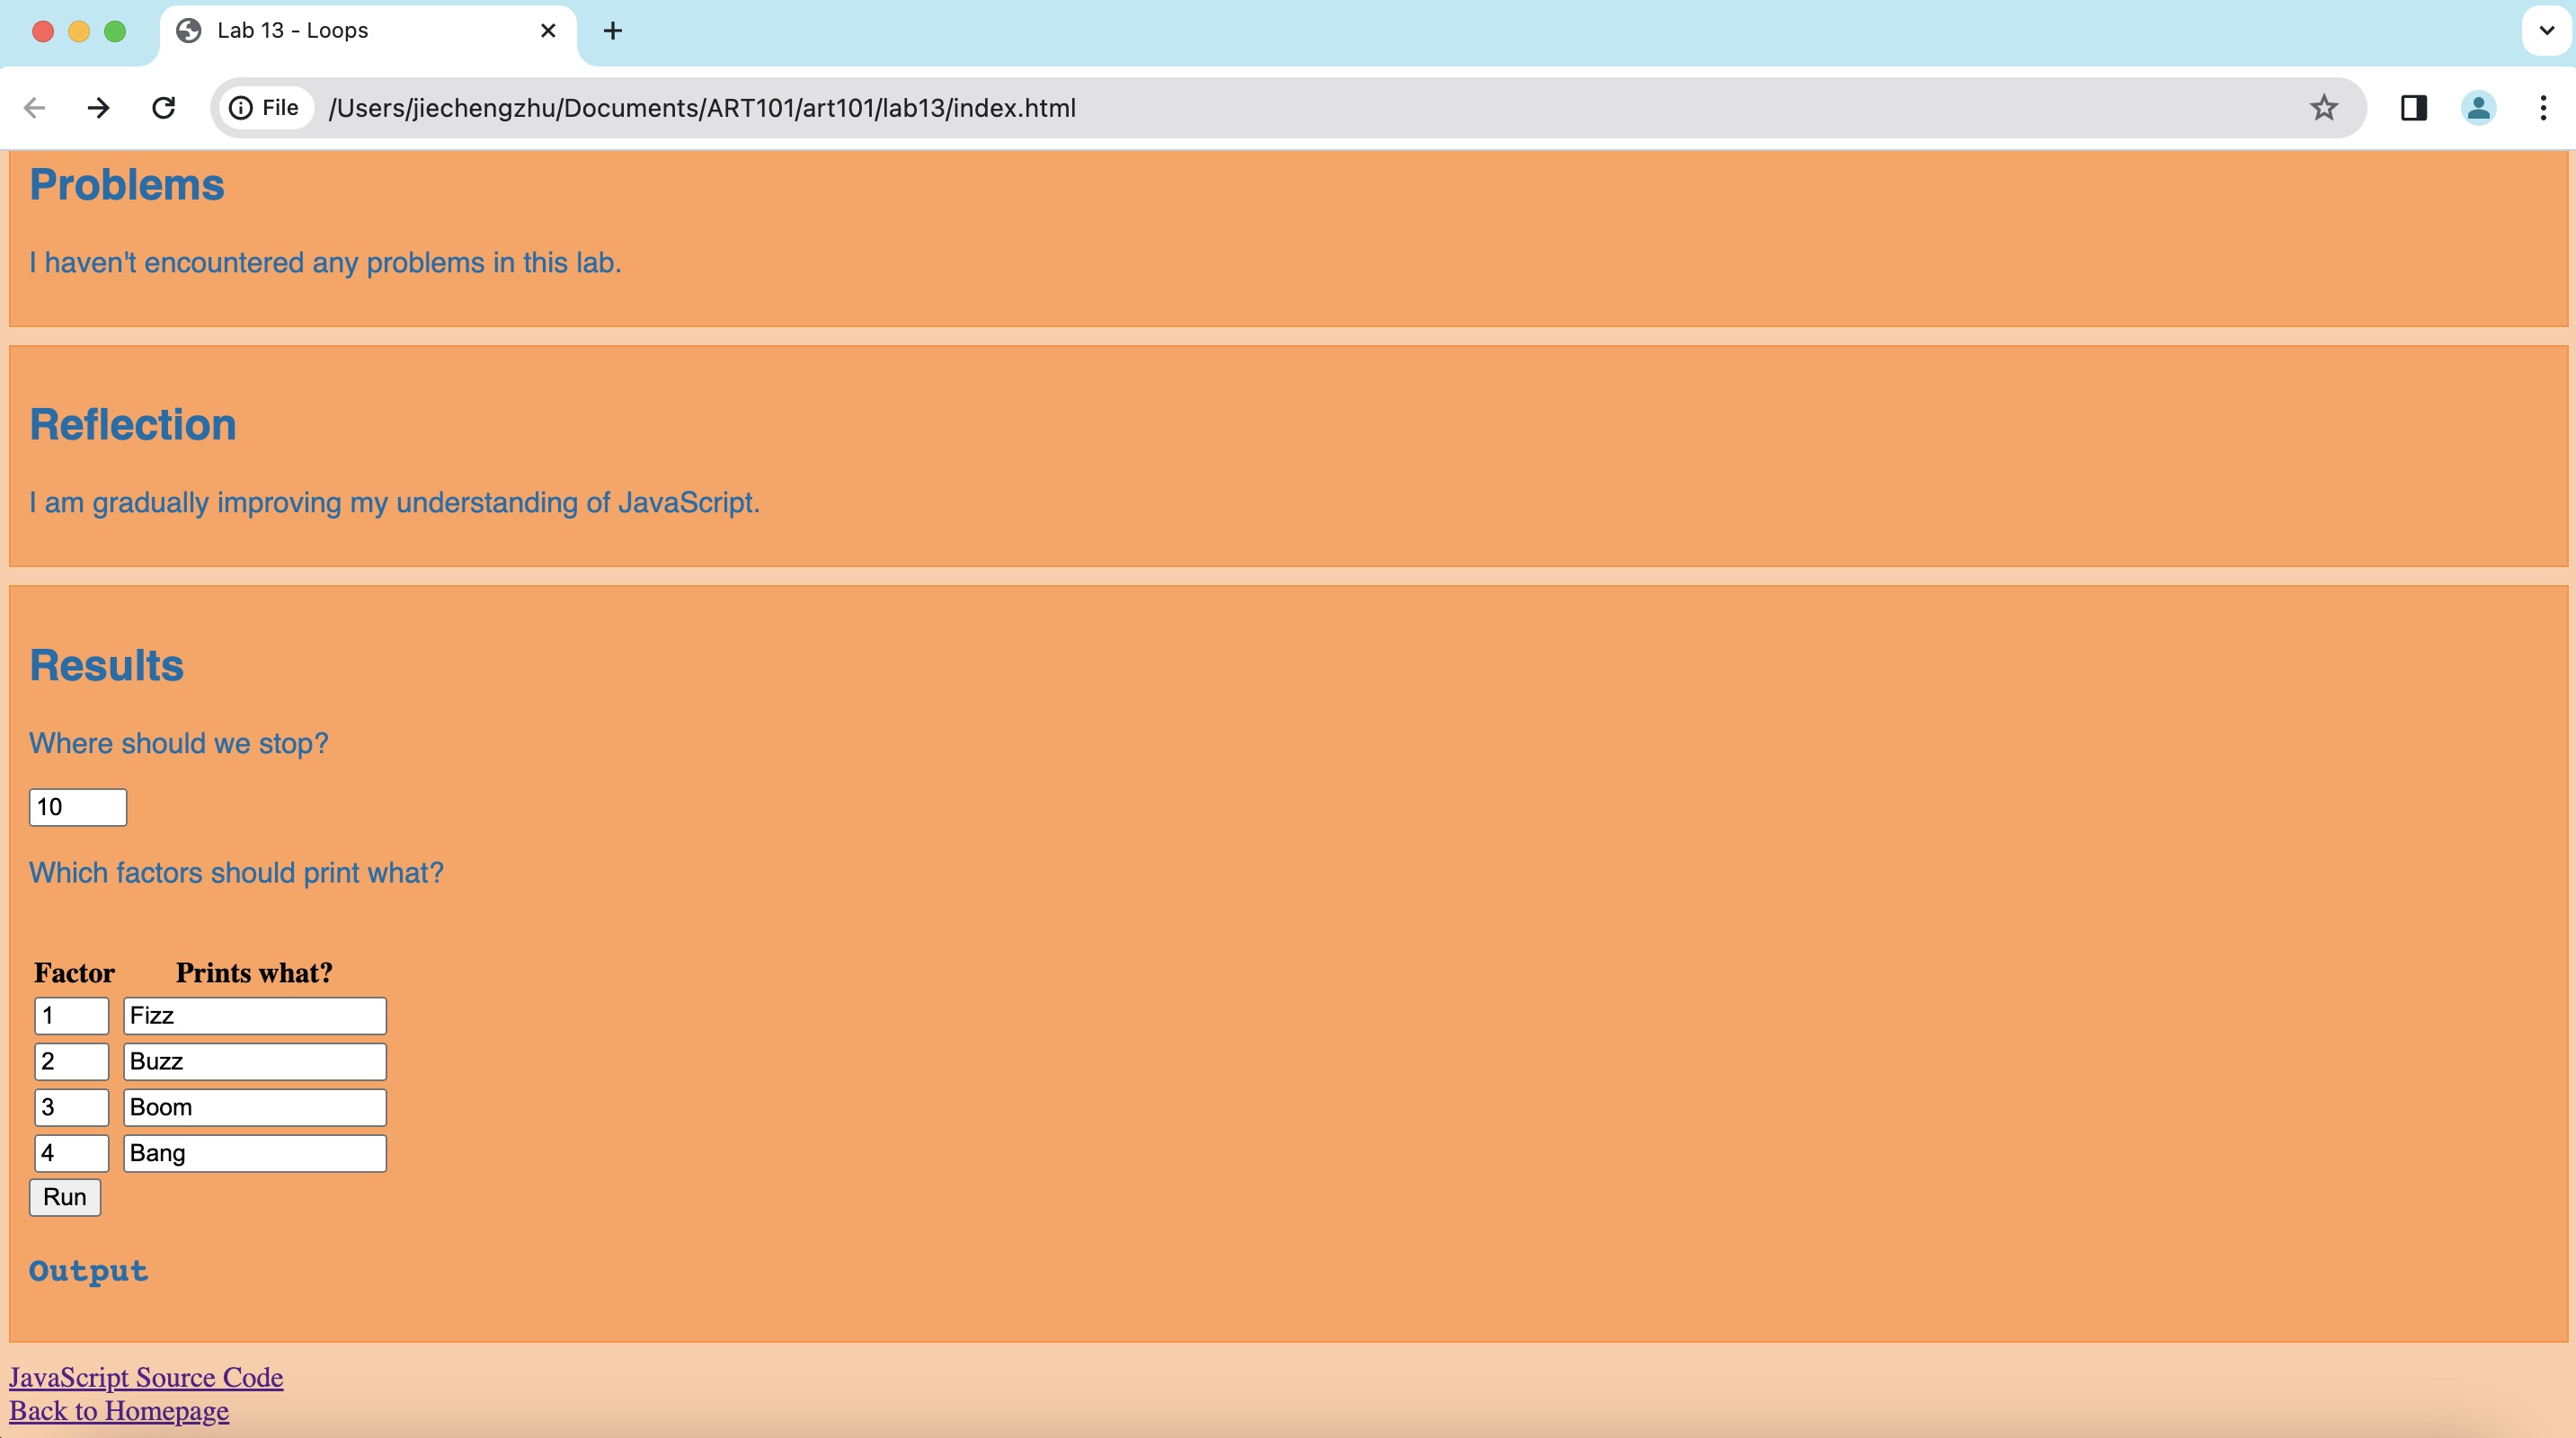 Lab 13 - Loops
File /Users/jiechengzhu/Documents/ART101/art101/lab13/index.html
Problems
I haven't encountered any problems in this lab.
Reflection
I am gradually improving my understanding of JavaScript.
Results
Where should we stop?
10
Which factors should print what?
Factor Prints what?
1 Fizz
2 Buzz
3 Boom
4 Bang
Run
Output
JavaScript Source Code
Back to Homepage